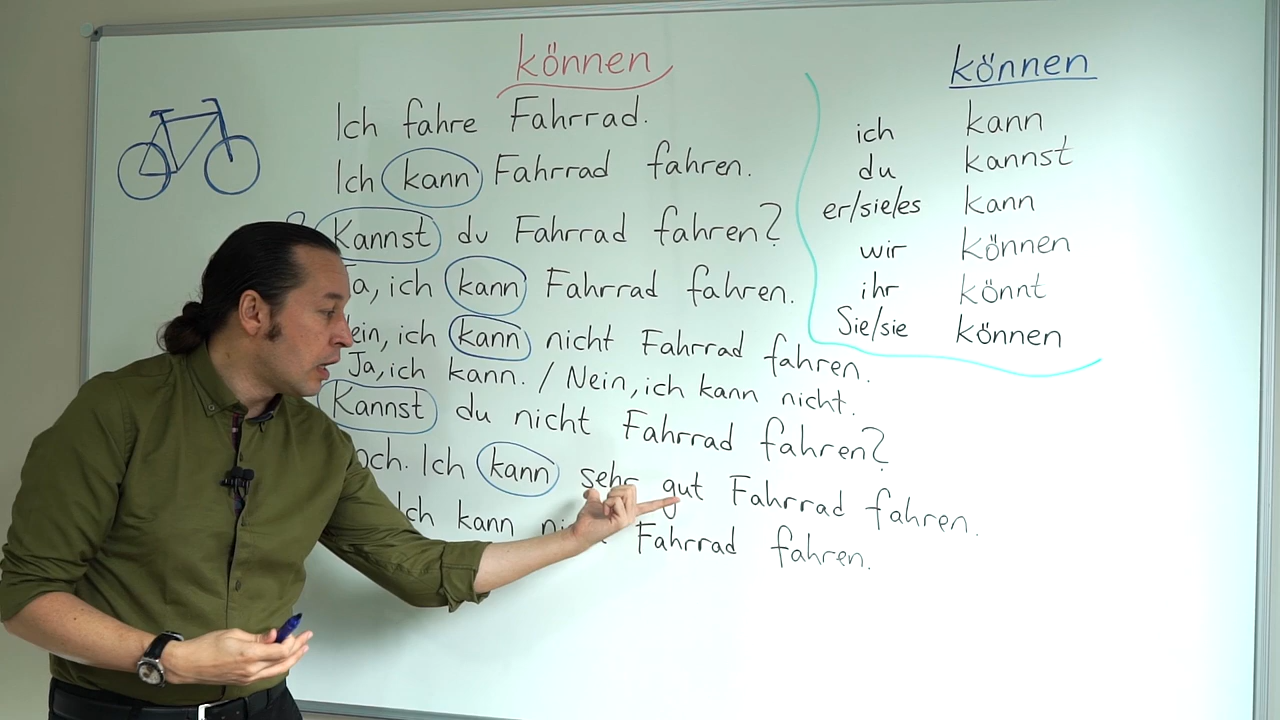 können
Ich fahre Fahrrad.
Ich kann Fahrrad fahren.
Kannst du Fahrrad fahren?
Ja, ich kann Fahrrad fahren.
Nein, ich kann nicht Fahrrad fahren.
Ja, ich kann. / Nein, ich kann nicht.
Kannst du nicht Fahrrad fahren?
Doch. Ich kann sehr gut Fahrrad fahren.
Ich kann Fahrrad fahren.
können
ich kann
du kannst
er/sie/es kann
wir können
ihr könnt
Sie/sie können